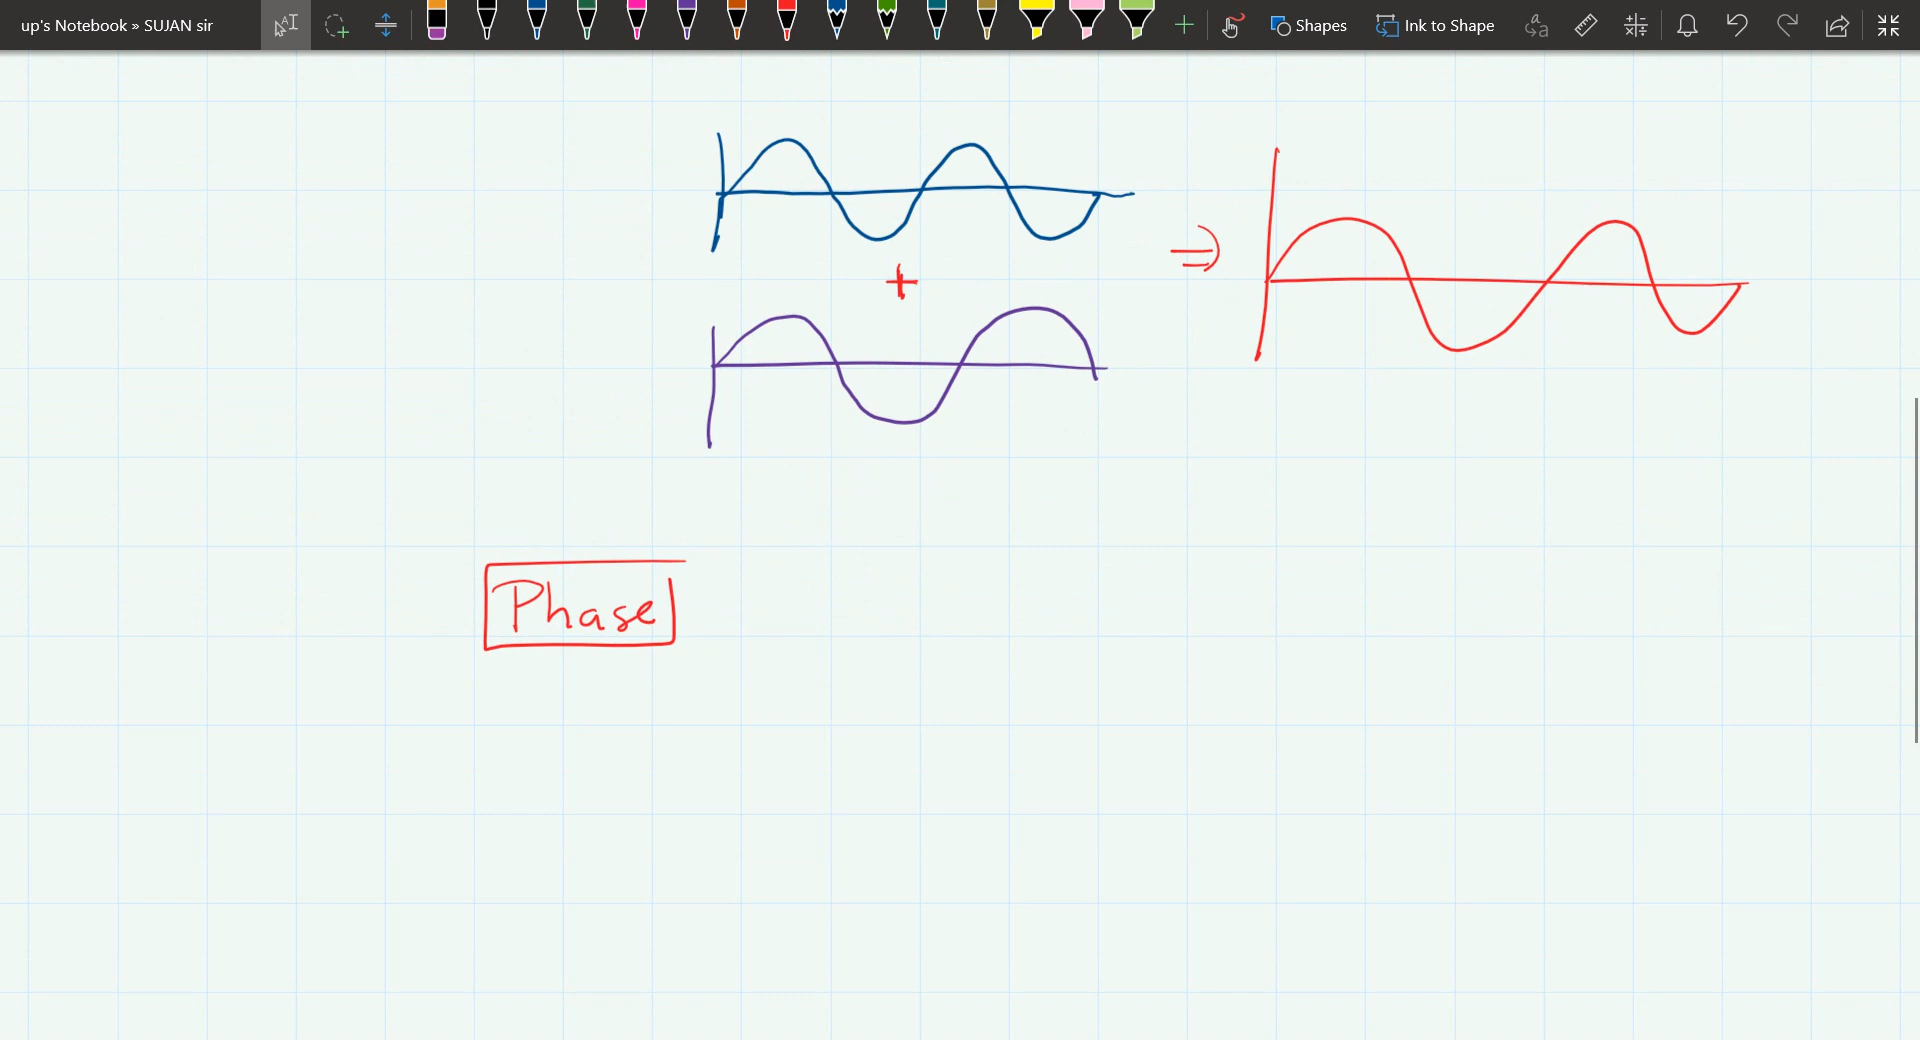 up's Notebook » SUJAN sir
Shapes
Ink to Shape
+
⇒
Phase